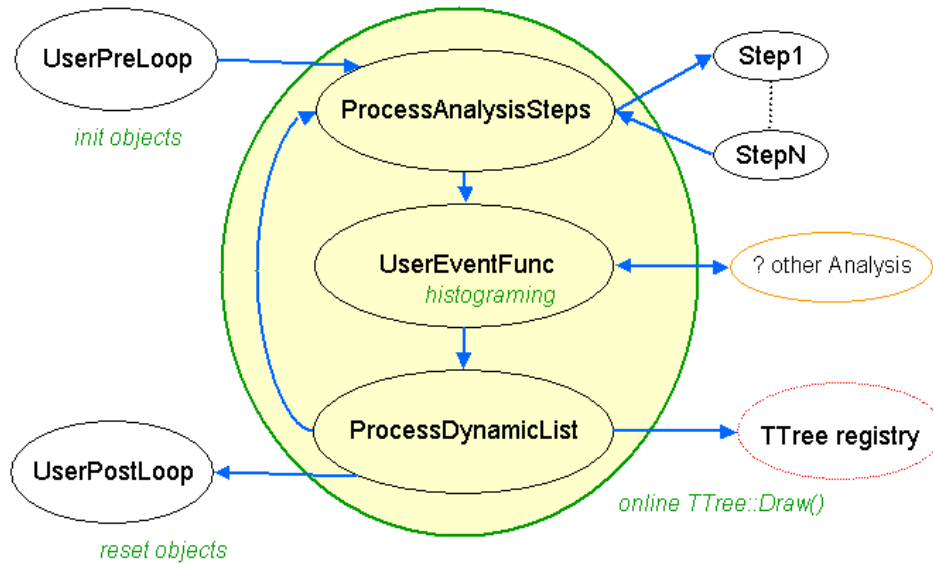 UserPreLoop
init objects
ProcessAnalysisSteps
Step1
StepN
UserEventFunc
histograming
? other Analysis
ProcessDynamicList
TTree registry
online TTree::Draw()
UserPostLoop
reset objects